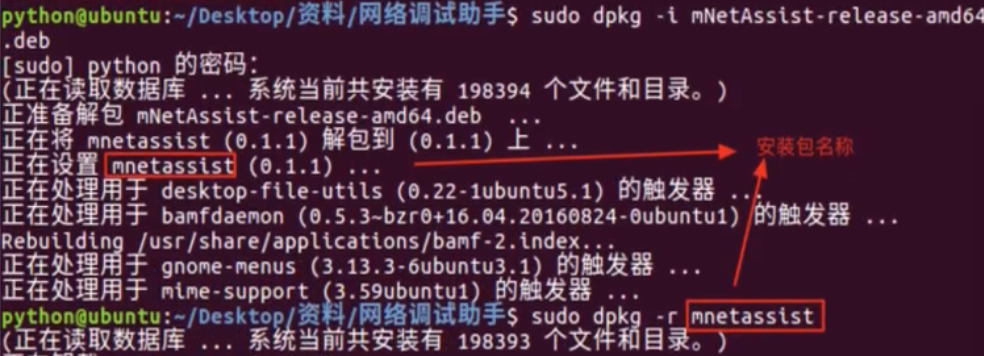 python@ubuntu:~/Desktop/资料/网络调试助手$ sudo dpkg -i mNetAssist-release-amd64
.deb
[sudo] python 的密码：
(正在读取数据库 ... 系统当前共安装有 198394 个文件和目录。)
正准备解包 mNetAssist-release-amd64.deb ...
正在将 mnetassist (0.1.1) 解包到 (0.1.1) 上 ...
正在设置 mnetassist (0.1.1) ...
安装包名称
正在处理用于 desktop-file-utils (0.22-1ubuntu5.1) 的触发器 ...
正在处理用于 bamfdaemon (0.5.3~bzr0+16.04.20160824-0ubuntu1) 的触发器 ...
Rebuilding /usr/share/applications/bamf-2.index...
正在处理用于 gnome-menus (3.13.3-6ubuntu3.1) 的触发器 ...
正在处理用于 mime-support (3.59ubuntu1) 的触发器 ...
python@ubuntu:~/Desktop/资料/网络调试助手$ sudo dpkg -r mnetassist
(正在读取数据库 ... 系统当前共安装有 198393 个文件和目录。)